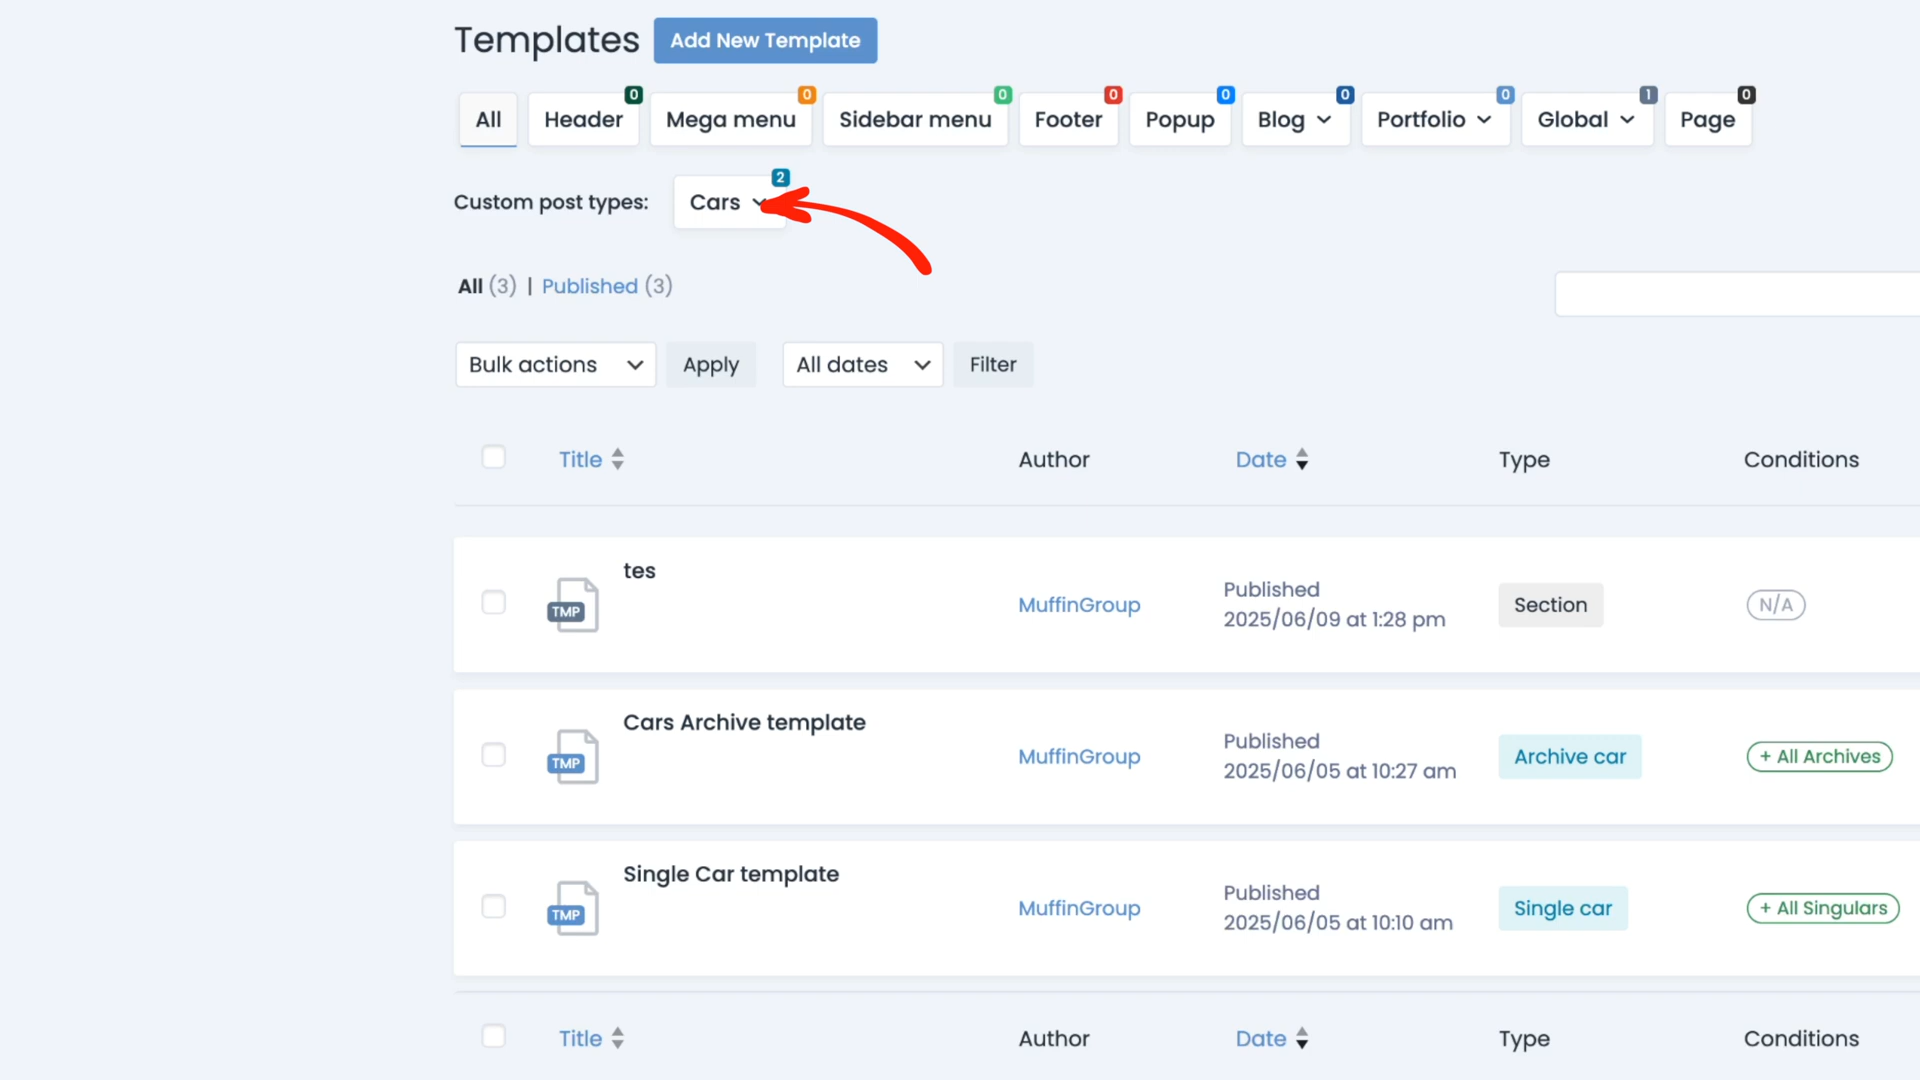 Templates Add New Template
All Header 0 Mega menu 0 Sidebar menu 0 Footer 0 Popup 0 Blog 0 Portfolio 0 Global 1 Page 0
Custom post types: Cars 2
All (3) | Published (3)
Bulk actions Apply All dates Filter
Title Author Date Type Conditions
tes
TMP MuffinGroup Published Section N/A
2025/06/09 at 1:28 pm
Cars Archive template
TMP MuffinGroup Published Archive car + All Archives
2025/06/05 at 10:27 am
Single Car template
TMP MuffinGroup Published Single car + All Singulars
2025/06/05 at 10:10 am
Title Author Date Type Conditions